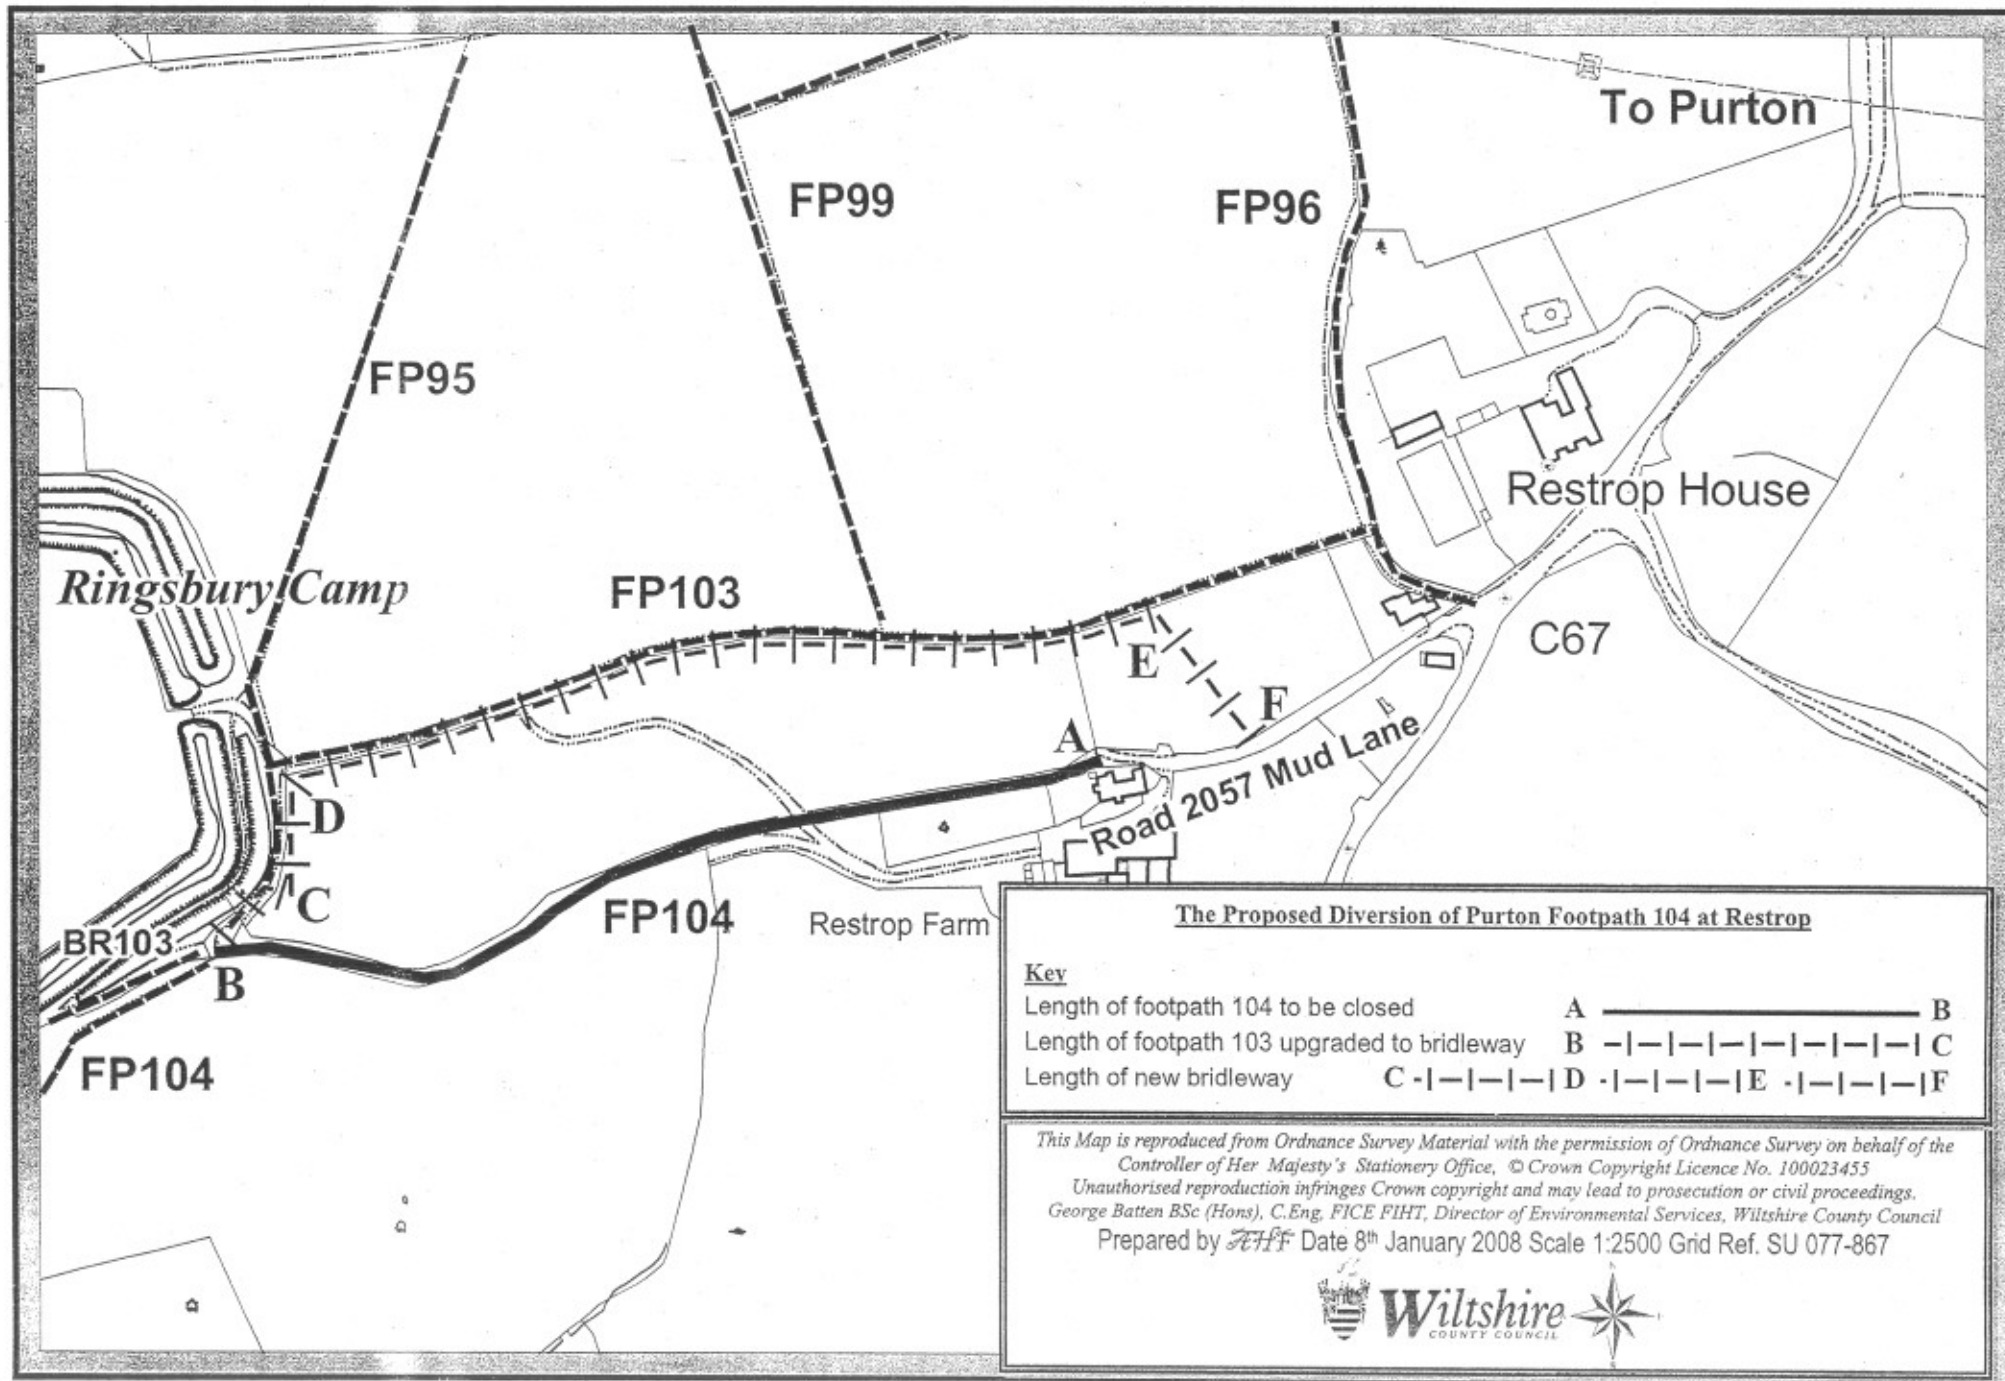 To Purton
FP99
FP96
FP95
Restrop House
Ringsbury Camp
FP103
C67
E
F
A
Road 2057 Mud Lane
D
C
FP104
Restrop Farm
BR103
B
FP104
The Proposed Diversion of Purton Footpath 104 at Restrop
Key
Length of footpath 104 to be closed A B
Length of footpath 103 upgraded to bridleway B C
Length of new bridleway C D E F
This Map is reproduced from Ordnance Survey Material with the permission of Ordnance Survey on behalf of the
Controller of Her Majesty's Stationery Office, © Crown Copyright Licence No. 100023455
Unauthorised reproduction infringes Crown copyright and may lead to prosecution or civil proceedings.
George Batten BSc (Hons), C.Eng, FICE FIHT, Director of Environmental Services, Wiltshire County Council
Prepared by Date 8th January 2008 Scale 1:2500 Grid Ref. SU 077-867
Wiltshire
COUNTY COUNCIL